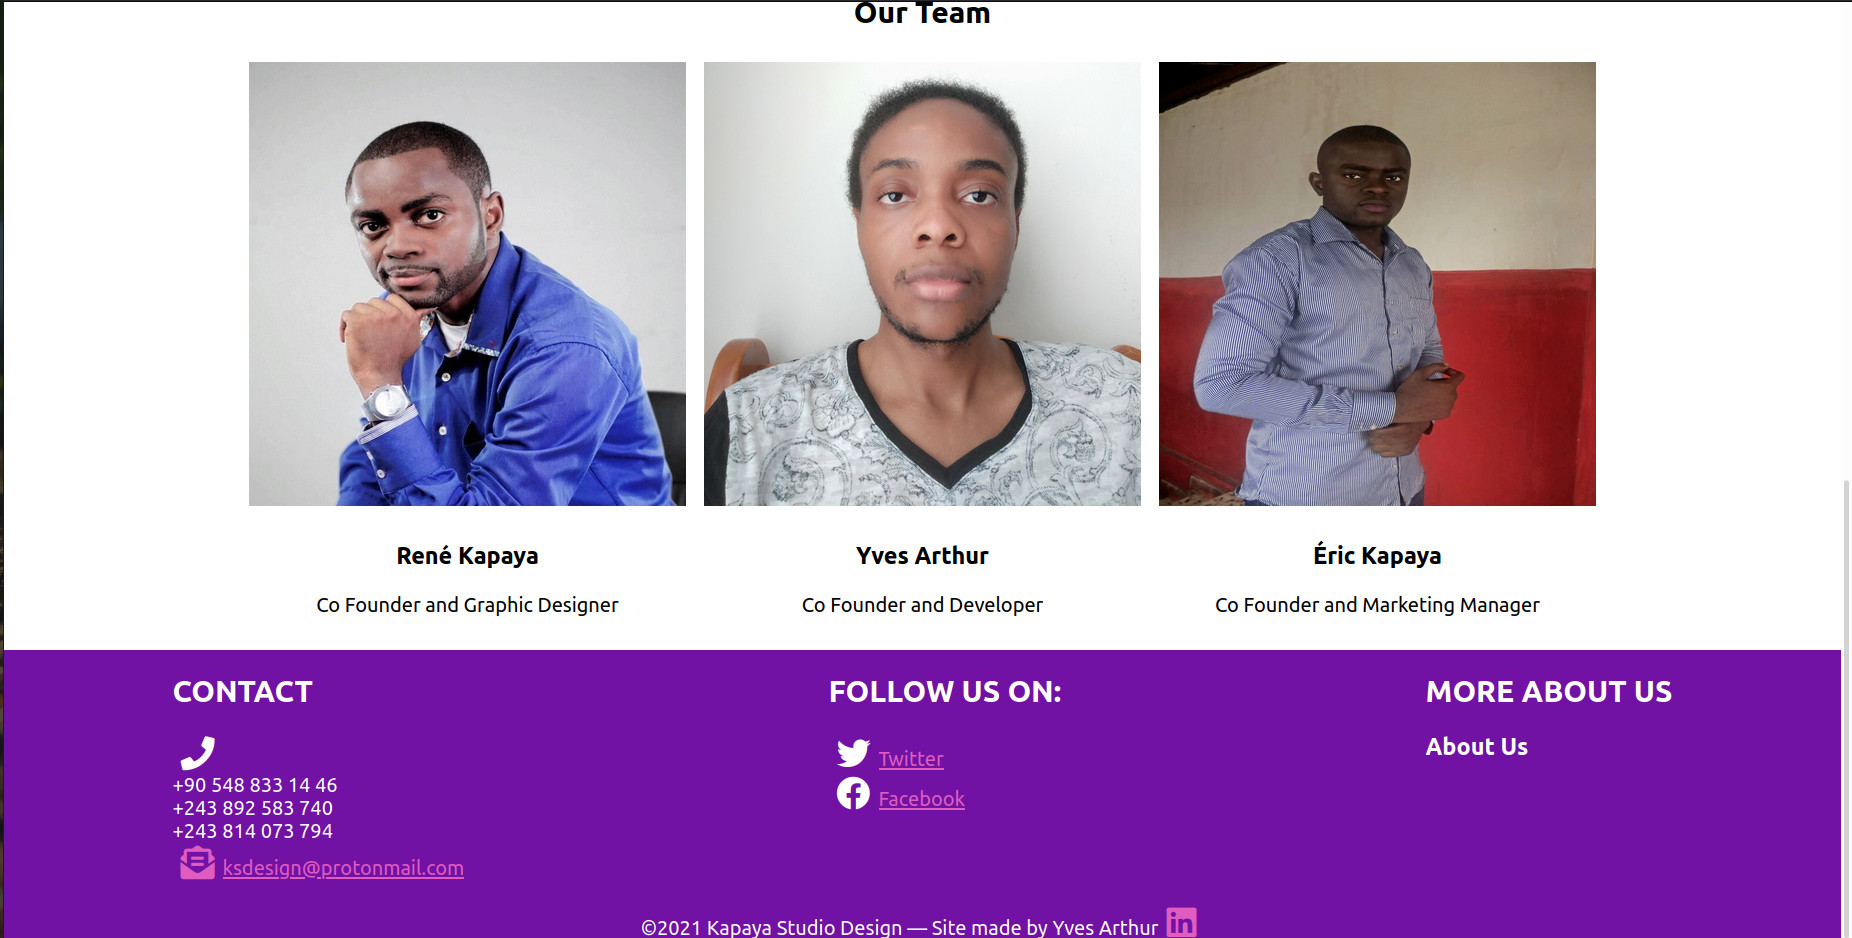 Our Team
René Kapaya
Co Founder and Graphic Designer
Yves Arthur
Co Founder and Developer
Éric Kapaya
Co Founder and Marketing Manager
CONTACT
+90 548 833 14 46
+243 892 583 740
+243 814 073 794
ksdesign@protonmail.com
FOLLOW US ON:
Twitter
Facebook
MORE ABOUT US
About Us
©2021 Kapaya Studio Design — Site made by Yves Arthur in